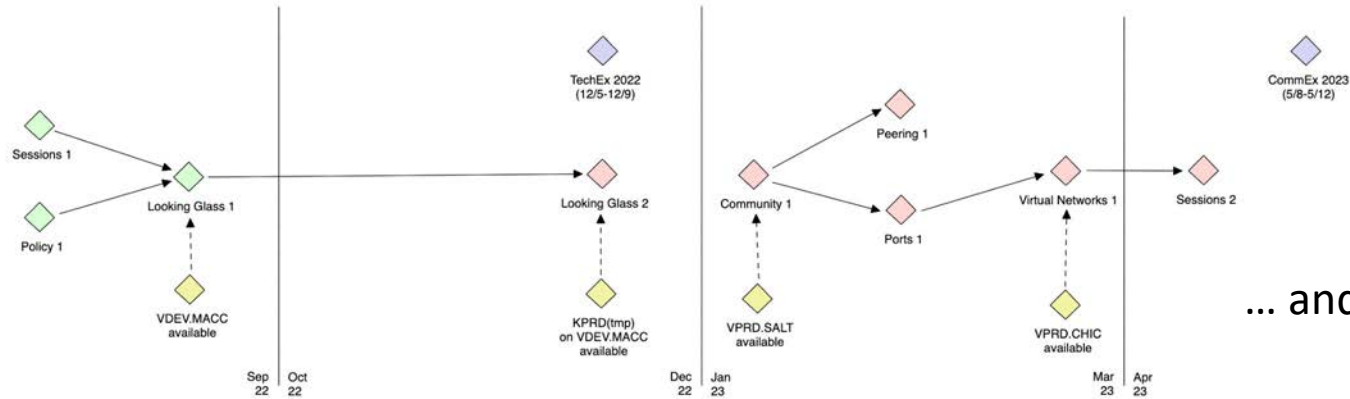 TechEx 2022
(12/5-12/9)
CommEx 2023
(5/8-5/12)
Sessions 1
Peering 1
Looking Glass 1
Looking Glass 2
Community 1
Virtual Networks 1
Sessions 2
Policy 1
Ports 1
VDEV.MACC
available
KPRD(tmp)
on VDEV.MACC
available
VPRD.SALT
available
VPRD.CHIC
available
... and
Sep
22
Oct
22
Dec
22
Jan
23
Mar
23
Apr
23